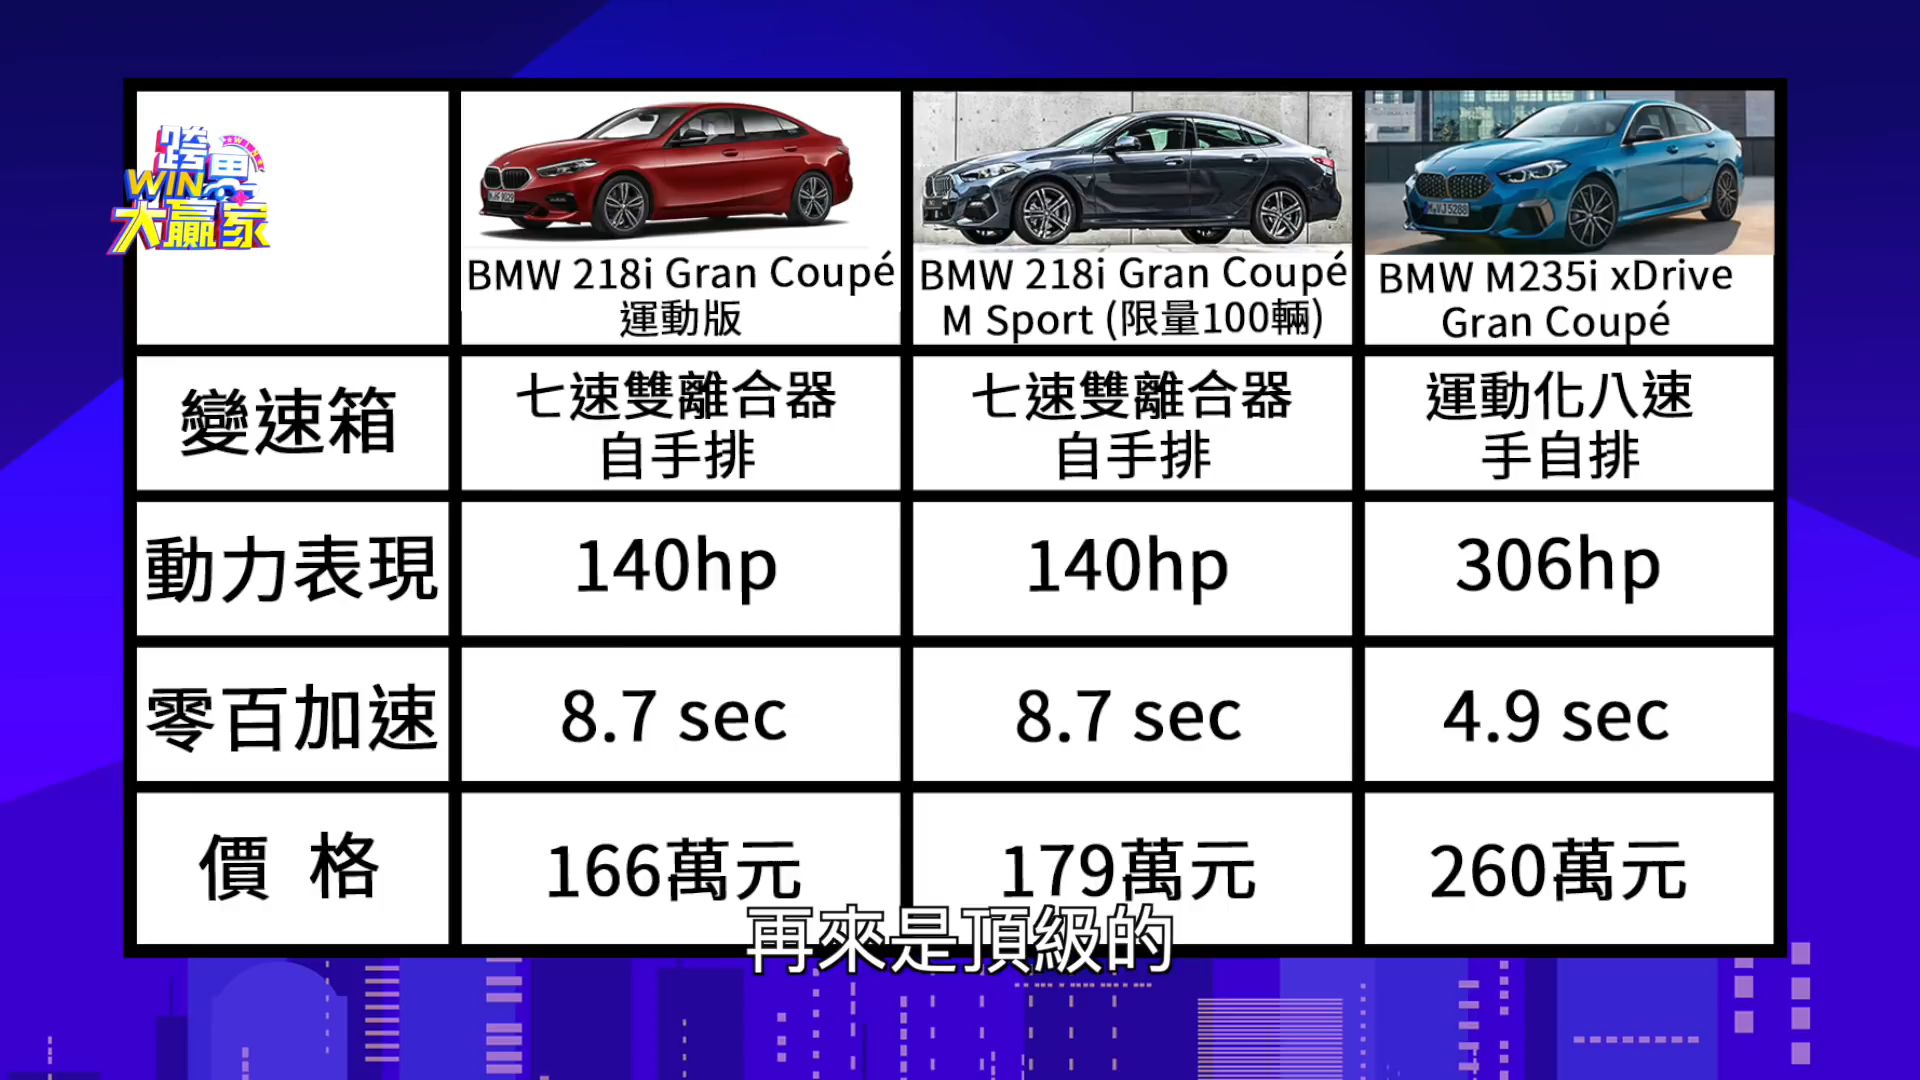 跨界
WIN
大贏家
BMW 218i Gran Coupé
運動版
BMW 218i Gran Coupé
M Sport (限量100輛)
BMW M235i xDrive
Gran Coupé
變速箱
七速雙離合器
自手排
七速雙離合器
自手排
運動化八速
手自排
動力表現
140hp
140hp
306hp
零百加速
8.7 sec
8.7 sec
4.9 sec
價 格
166萬元
179萬元
260萬元
再來是頂級的